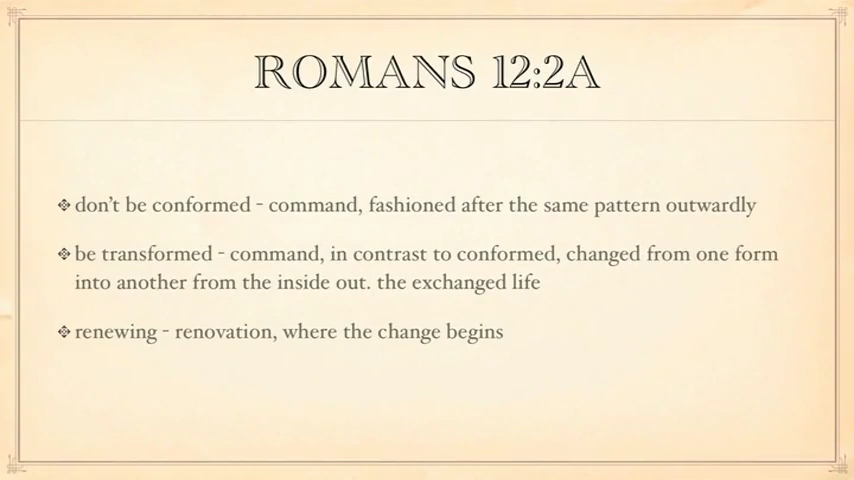 ROMANS 12:2A
don't be conformed - command, fashioned after the same pattern outwardly
be transformed - command, in contrast to conformed, changed from one form
into another from the inside out. the exchanged life
renewing - renovation, where the change begins